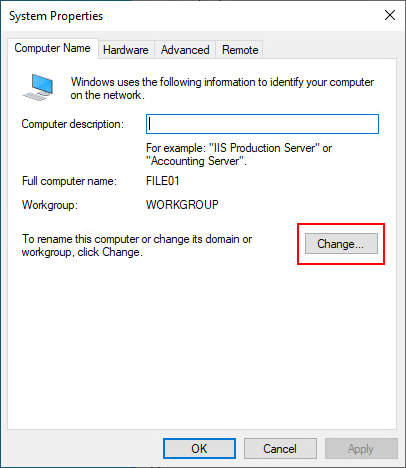 System Properties
Computer Name Hardware Advanced Remote
Windows uses the following information to identify your computer
on the network.
Computer description:
For example: "IIS Production Server" or
"Accounting Server".
Full computer name: FILE01
Workgroup: WORKGROUP
To rename this computer or change its domain or
workgroup, click Change.
Change...
OK Cancel Apply